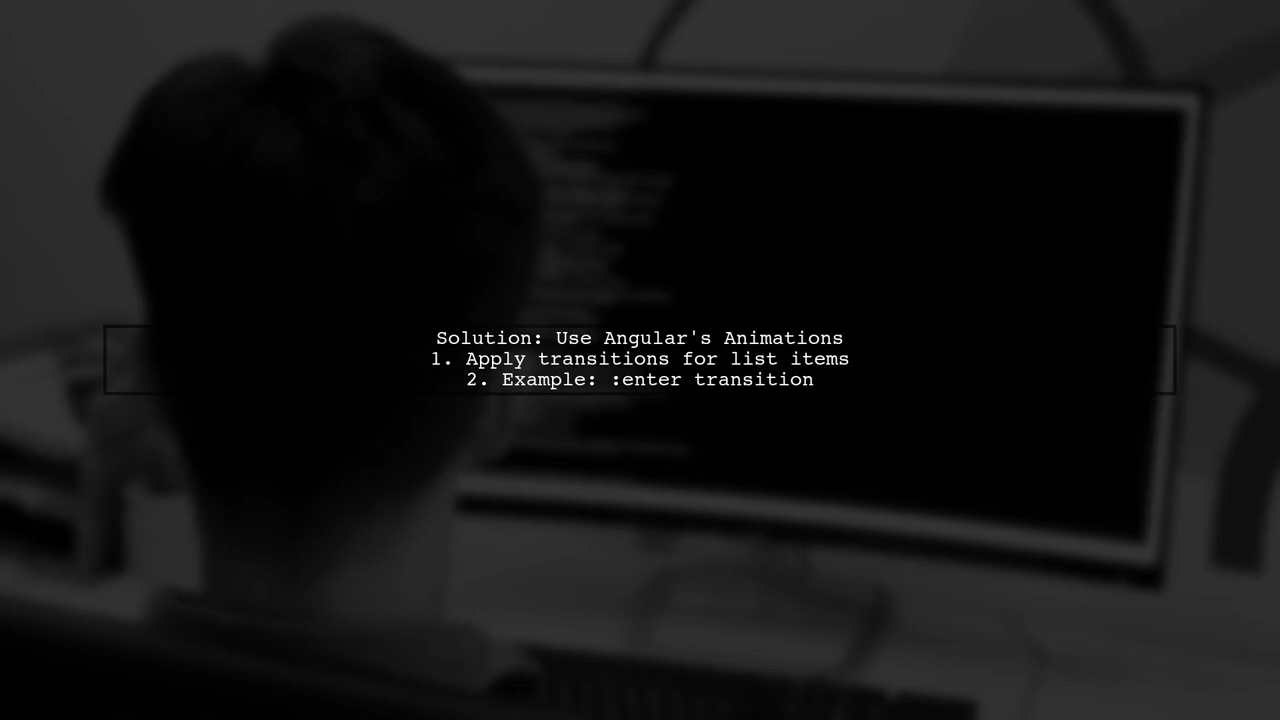 Solution: Use Angular's Animations
1. Apply transitions for list items
2. Example: :enter transition